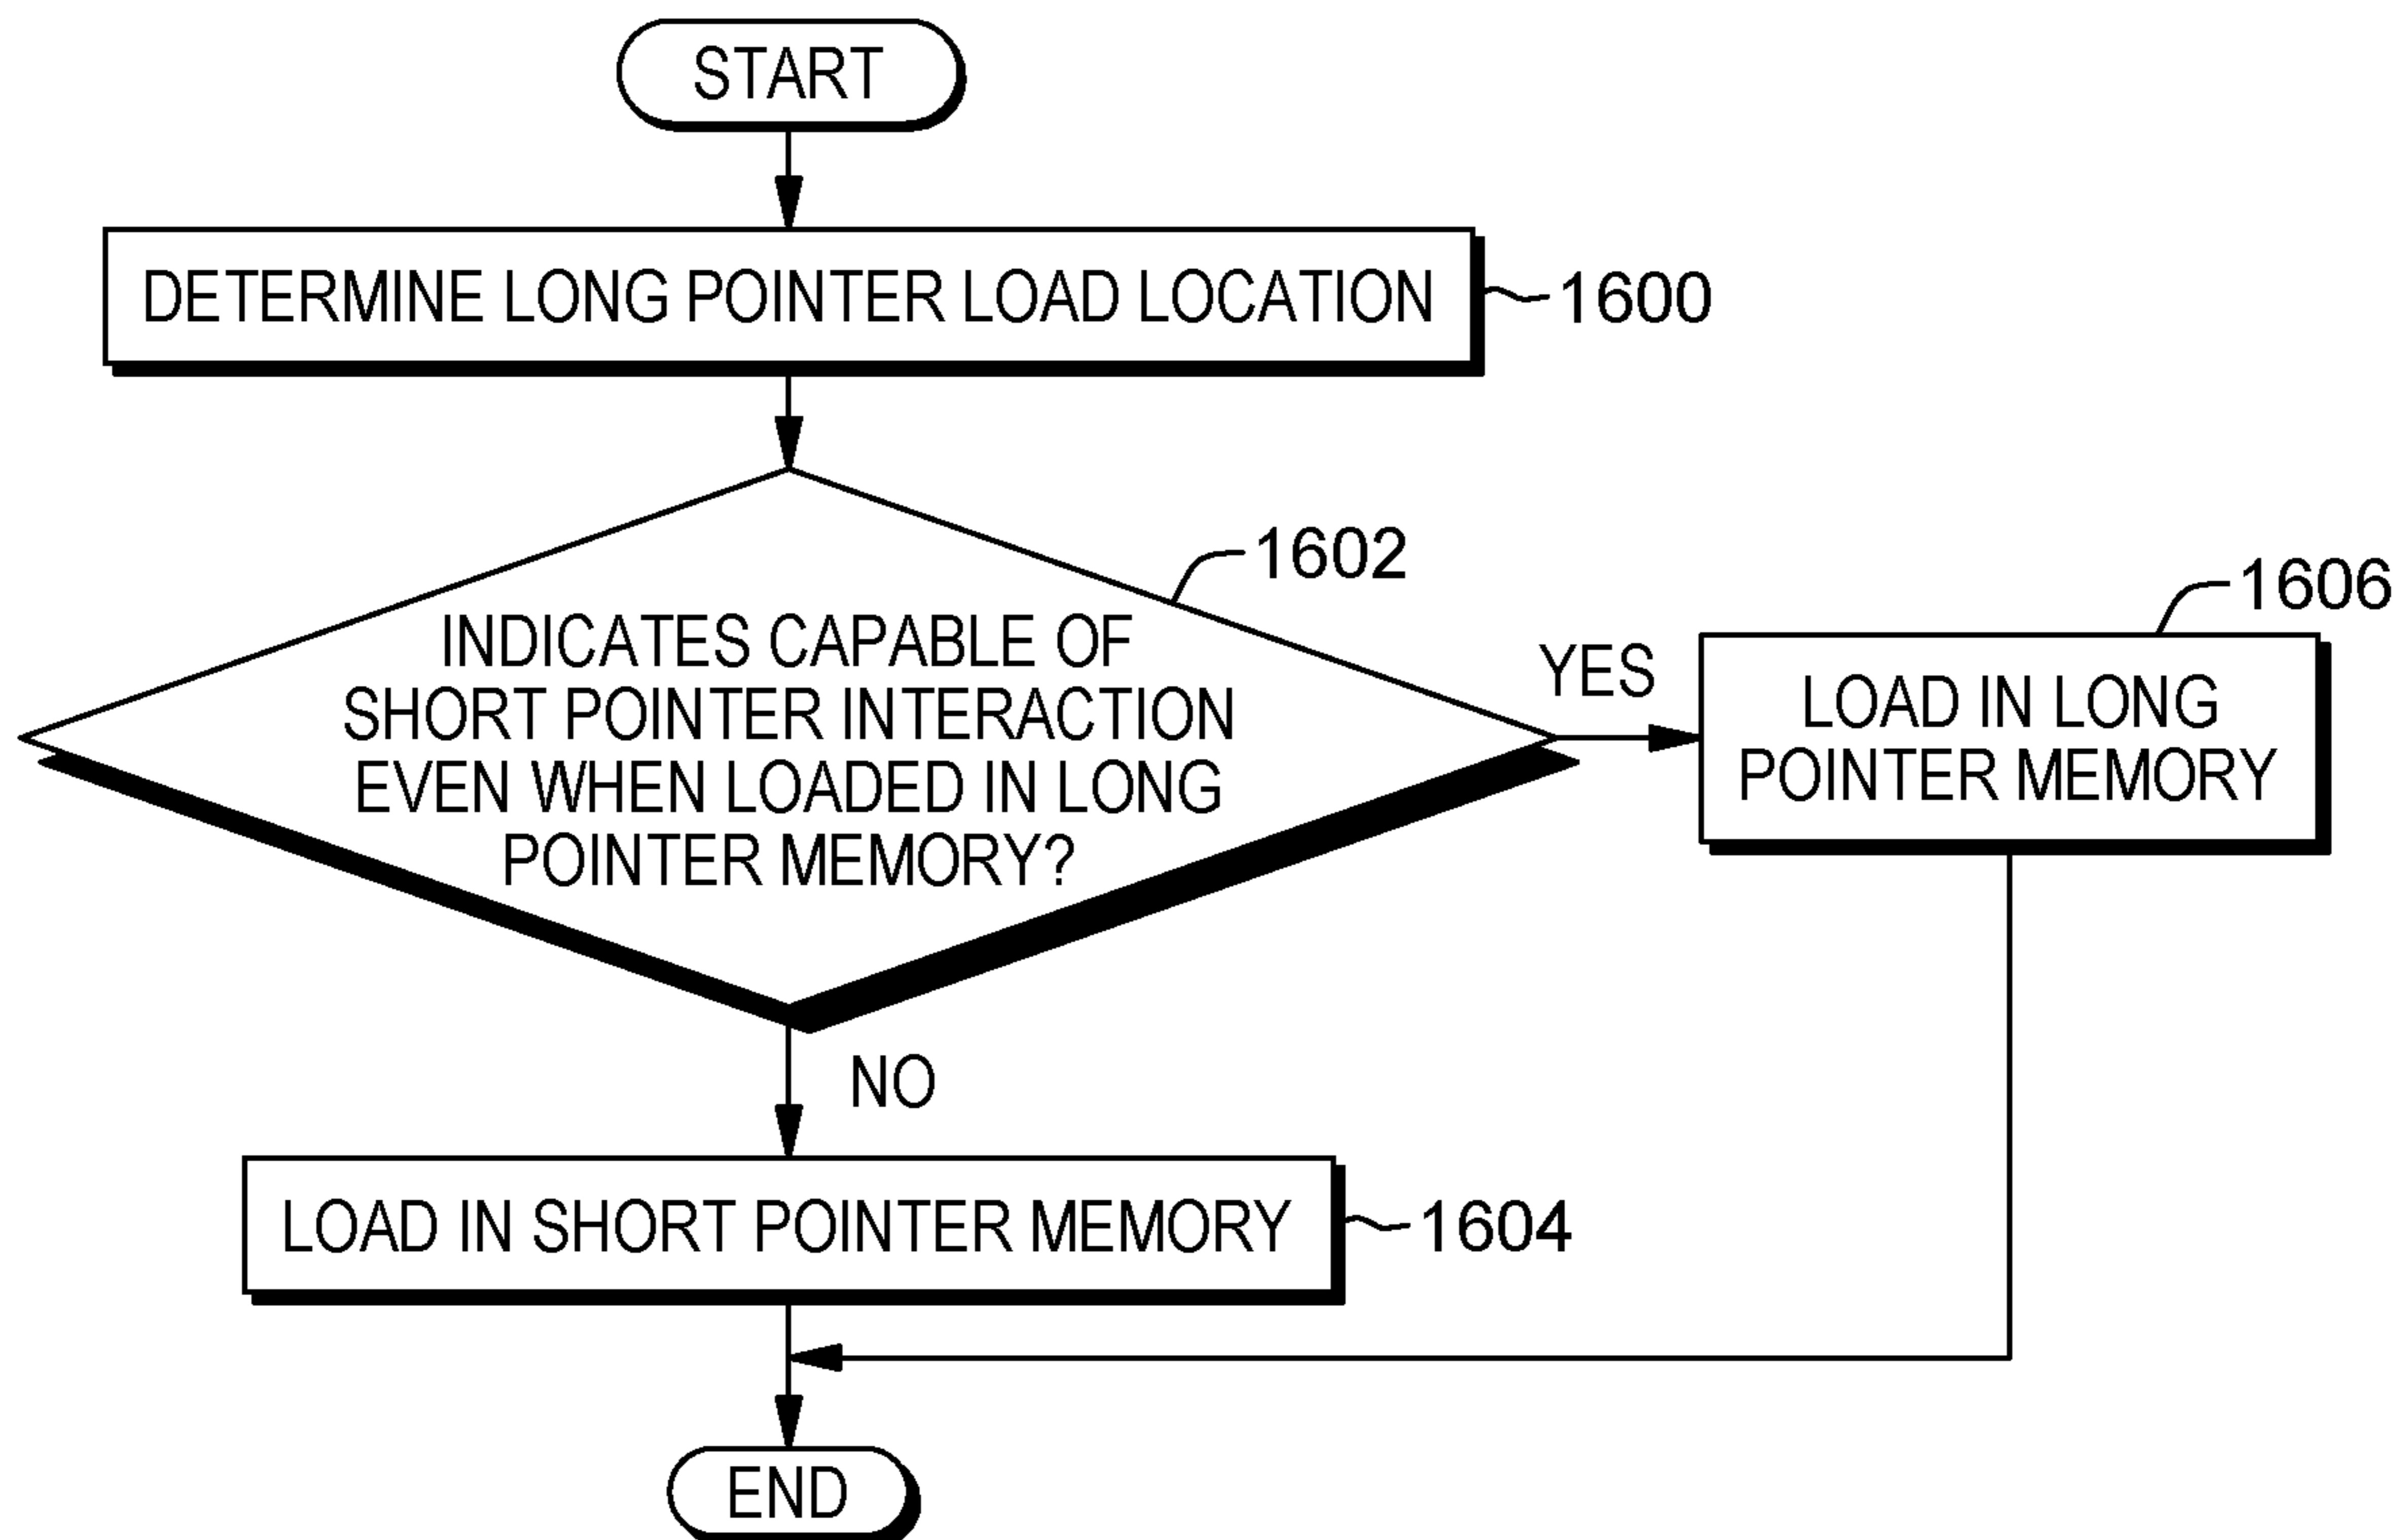 START
DETERMINE LONG POINTER LOAD LOCATION
1600
1602
INDICATES CAPABLE OF
SHORT POINTER INTERACTION
EVEN WHEN LOADED IN LONG
POINTER MEMORY?
YES
1606
LOAD IN LONG
POINTER MEMORY
NO
LOAD IN SHORT POINTER MEMORY
1604
END